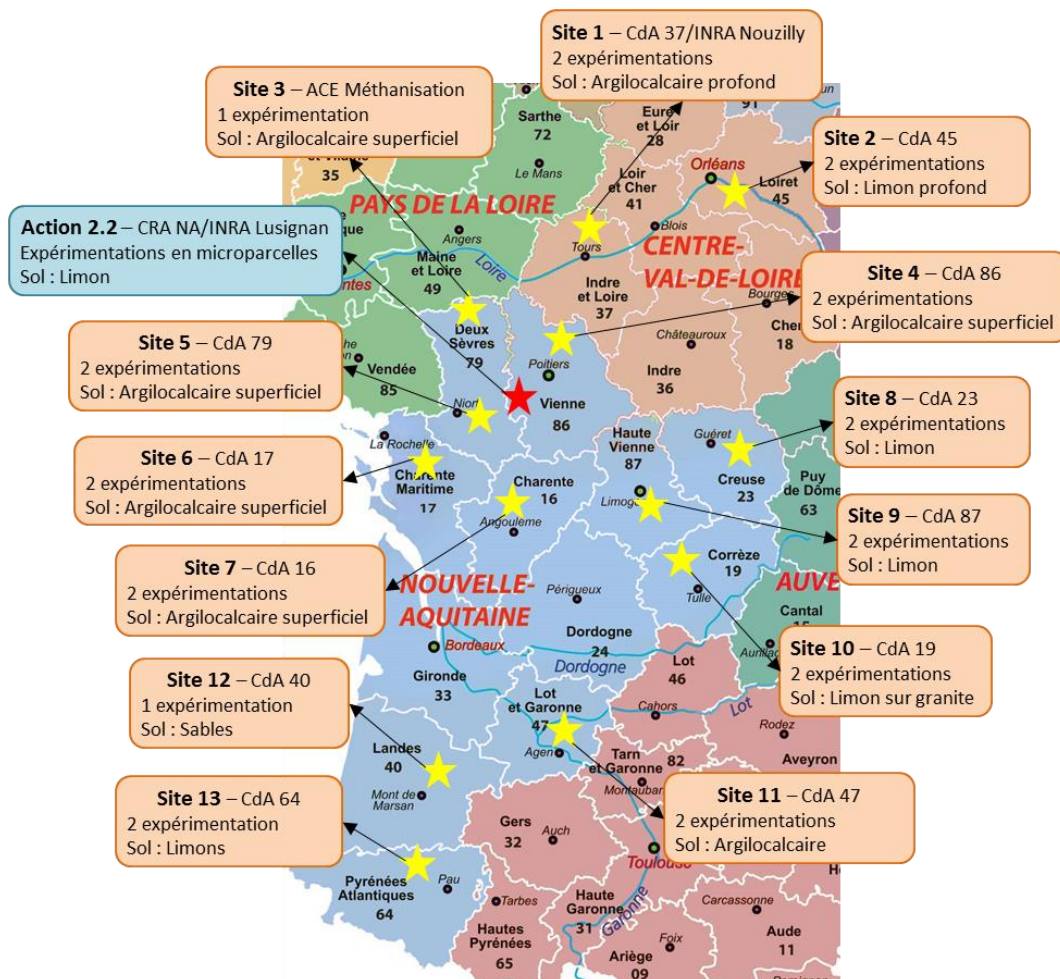 Site 1 – CdA 37/INRA Nouzilly
2 expérimentations
Sol : Argilocalcaire profond
Site 3 – ACE Méthanisation
1 expérimentation
Sol : Argilocalcaire superficiel
Site 2 – CdA 45
2 expérimentations
Sol : Limon profond
Action 2.2 – CRA NA/INRA Lusignan
Expérimentations en microparcelles
Sol : Limon
Site 4 – CdA 86
2 expérimentations
Sol : Argilocalcaire superficiel
Site 5 – CdA 79
2 expérimentations
Sol : Argilocalcaire superficiel
Site 8 – CdA 23
2 expérimentations
Sol : Limon
Site 6 – CdA 17
2 expérimentations
Sol : Argilocalcaire superficiel
Site 9 – CdA 87
2 expérimentations
Sol : Limon
Site 7 – CdA 16
2 expérimentations
Sol : Argilocalcaire superficiel
Site 10 – CdA 19
2 expérimentations
Sol : Limon sur granite
Site 12 – CdA 40
1 expérimentation
Sol : Sables
Site 11 – CdA 47
2 expérimentations
Sol : Argilocalcaire
Site 13 – CdA 64
2 expérimentation
Sol : Limons
91
Eure
et Loir
28
Sarthe
72
Le Mans
35
Loir
et Cher
41
Orléans
Loiret
45
PAYS DE LA LOIRE
Angers
Blois
Tours
CENTRE-
VAL-DE-LOIRE
Maine
et Loire
49
Loire
Indre
et Loire
37
Bourges
18
Châteauroux
Indre
36
Deux
Sèvres
79
Vendée
85
Poitiers
Vienne
86
Niort
La Rochelle
Charente
Maritime
17
Charente
16
Angoulème
Haute
Vienne
87
Limoges
Guéret
Creuse
23
Puy
de Dôme
63
Corrèze
19
Tulle
NOUVELLE-
AQUITAINE
AUVE
Cantal
15
Périgueux
Dordogne
24
Dordogne
Bordeaux
Gironde
33
Lot
46
Cahors
Lot
Rodez
Aveyron
Lot
et Garonne
47
Agen
Tarn
et Garonne
82
Montauban
Landes
40
Mont de
Marsan
Gers
32
Auch
Toulouse
Pyrénées
Atlantiques
64
Pau
Tarbes
Hautes
Pyrénées
65
Haute
Garonne
31
Garonne
Carcassonne
Aude
11
Foix
Ariège
09